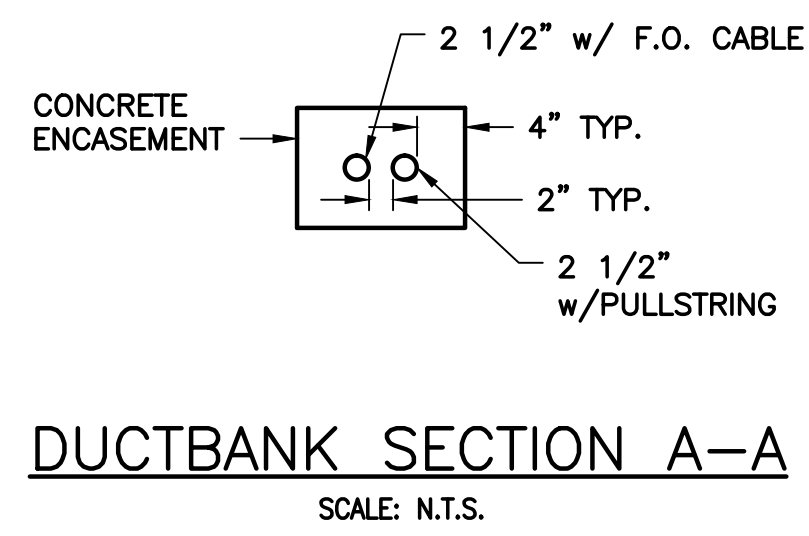 2 1/2" w/ F.O. CABLE
CONCRETE
ENCASEMENT
4" TYP.
2" TYP.
2 1/2"
w/PULLSTRING
DUCTBANK SECTION A-A
SCALE: N.T.S.